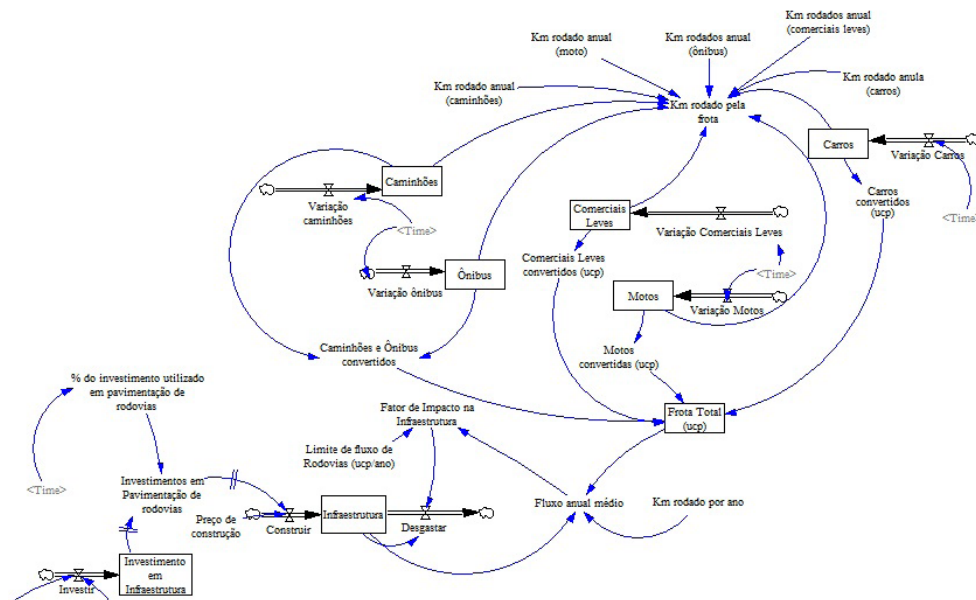 Km rodados anual
(comerciais leves)
Km rodado anual
(moto)
Km rodados anual
(ônibus)
Km rodado anula
(carros)
Km rodado anual
(caminhões)
Km rodado pela
frota
Carros
Variação Carros
Caminhões
Variação
caminhões
Carros
convertidos
(ucp)
<Time>
Comerciais
Leves
Variação Comerciais Leves
<Time>
Comerciais Leves
convertidos (ucp)
Ônibus
Variação ônibus
<Time>
Motos
Variação Motos
Caminhões e Ônibus
convertidos
Motos
convertidas (ucp)
% do investimento utilizado
em pavimentação de
rodovias
Fator de Impacto na
Infraestrutura
Frota Total
(ucp)
Limite de fluxo de
Rodovias (ucp/ano)
<Time>
Investimentos em
Pavimentação de
rodovias
Preço de
construção
Construir
Infraestrutura
Desgastar
Fluxo anual médio
Km rodado por ano
Investir
Investimento
em
Infraestrutura